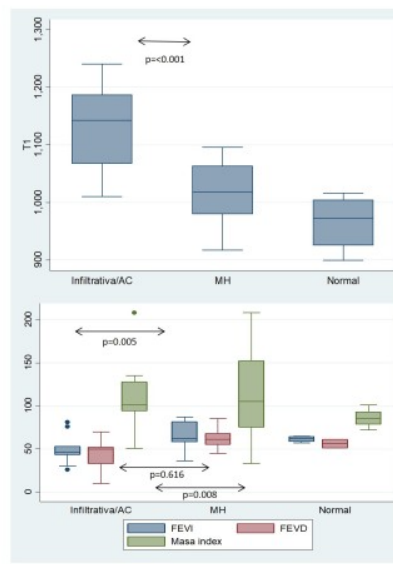 1,300
p=<0.001
1,200
1,100
T1
1,000
900
Infiltrativa/AC MH Normal
200
p=0.005
150
100
50
p=0.616
0
p=0.008
Infiltrativa/AC MH Normal
FEVI FEVD
Masa index